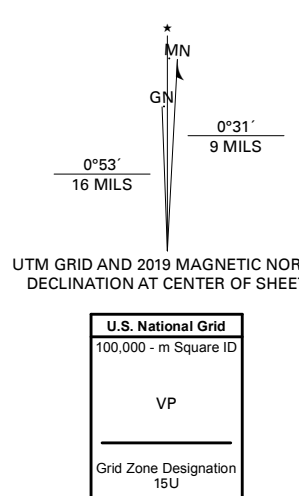 ★
MN
GN
0°31´
9 MILS
0°53´
16 MILS
UTM GRID AND 2019 MAGNETIC NOR
DECLINATION AT CENTER OF SHEET
U.S. National Grid
100,000 - m Square ID
VP
Grid Zone Designation
15U